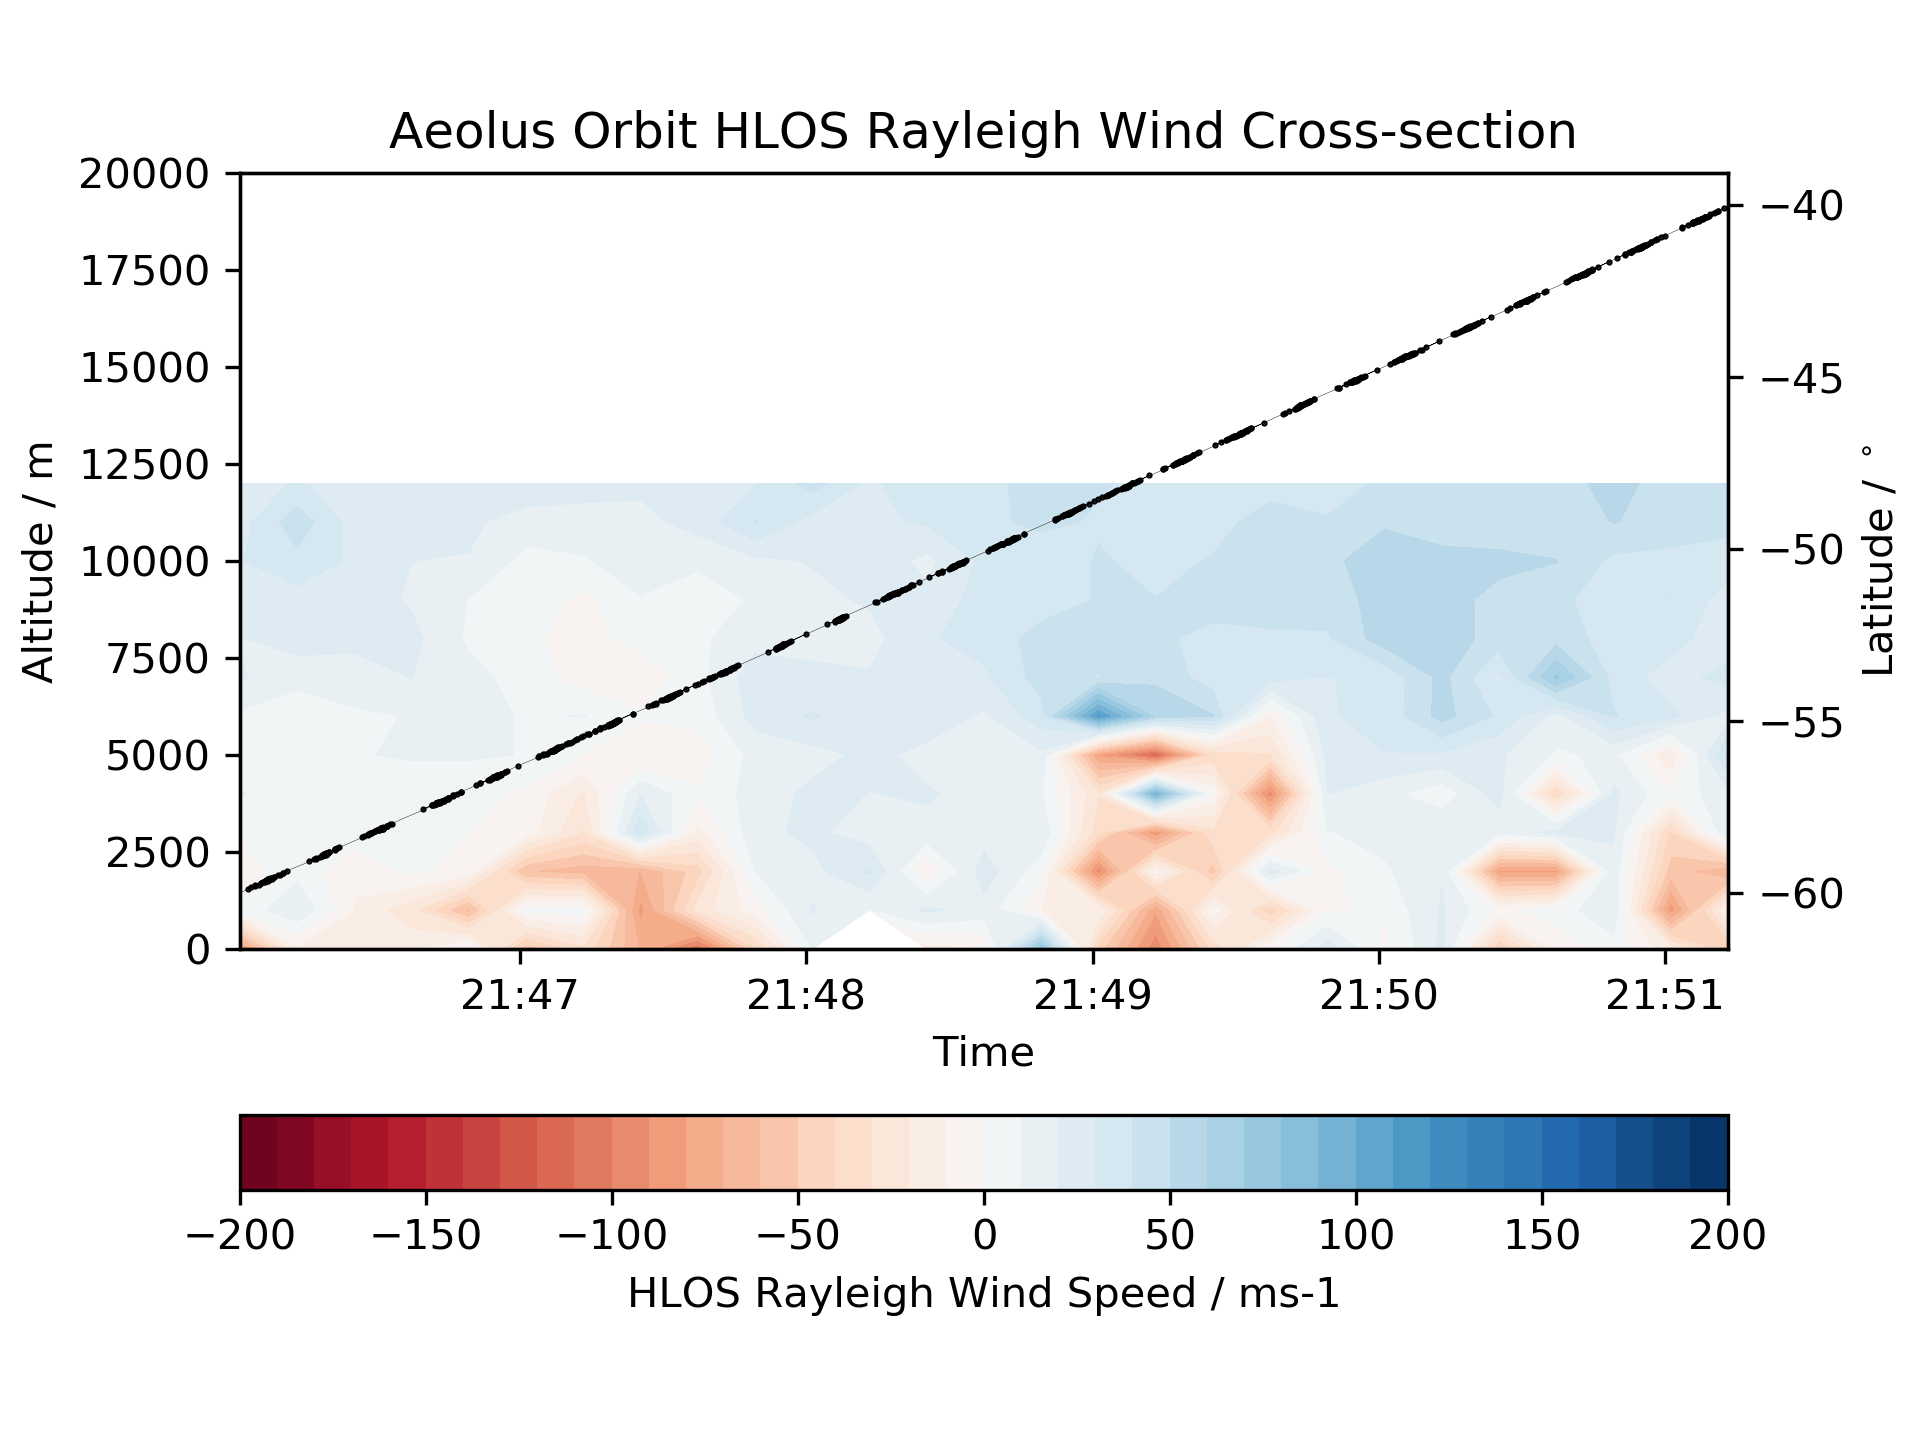 Aeolus Orbit HLOS Rayleigh Wind Cross-section
20000
17500
15000
12500
10000
7500
5000
2500
0
Altitude / m
−40
−45
−50
−55
−60
Latitude / °
21:47 21:48 21:49 21:50 21:51
Time
−200 −150 −100 −50 0 50 100 150 200
HLOS Rayleigh Wind Speed / ms-1